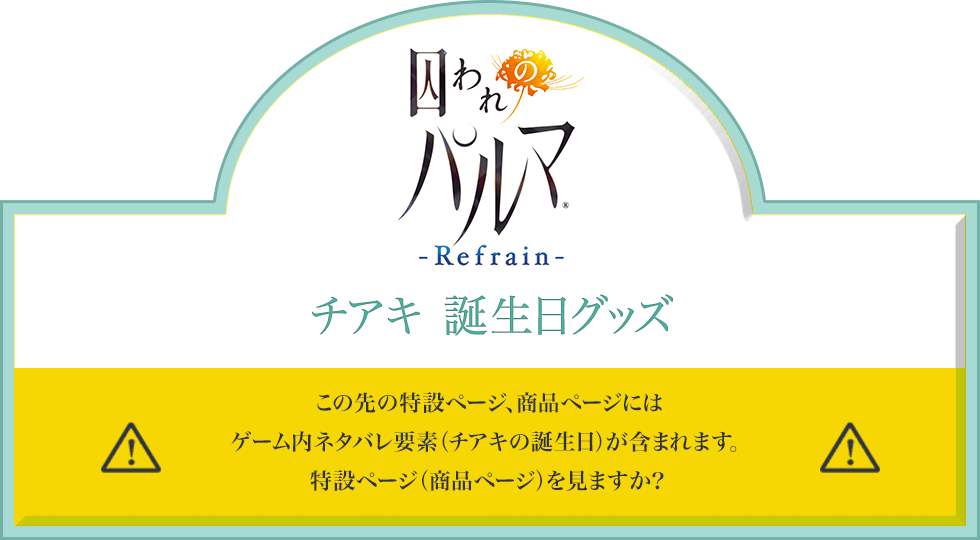 囚われの
パルマ®
-Refrain-
チアキ 誕生日グッズ
この先の特設ページ、商品ページには
ゲーム内ネタバレ要素（チアキの誕生日）が含まれます。
特設ページ（商品ページ）を見ますか？